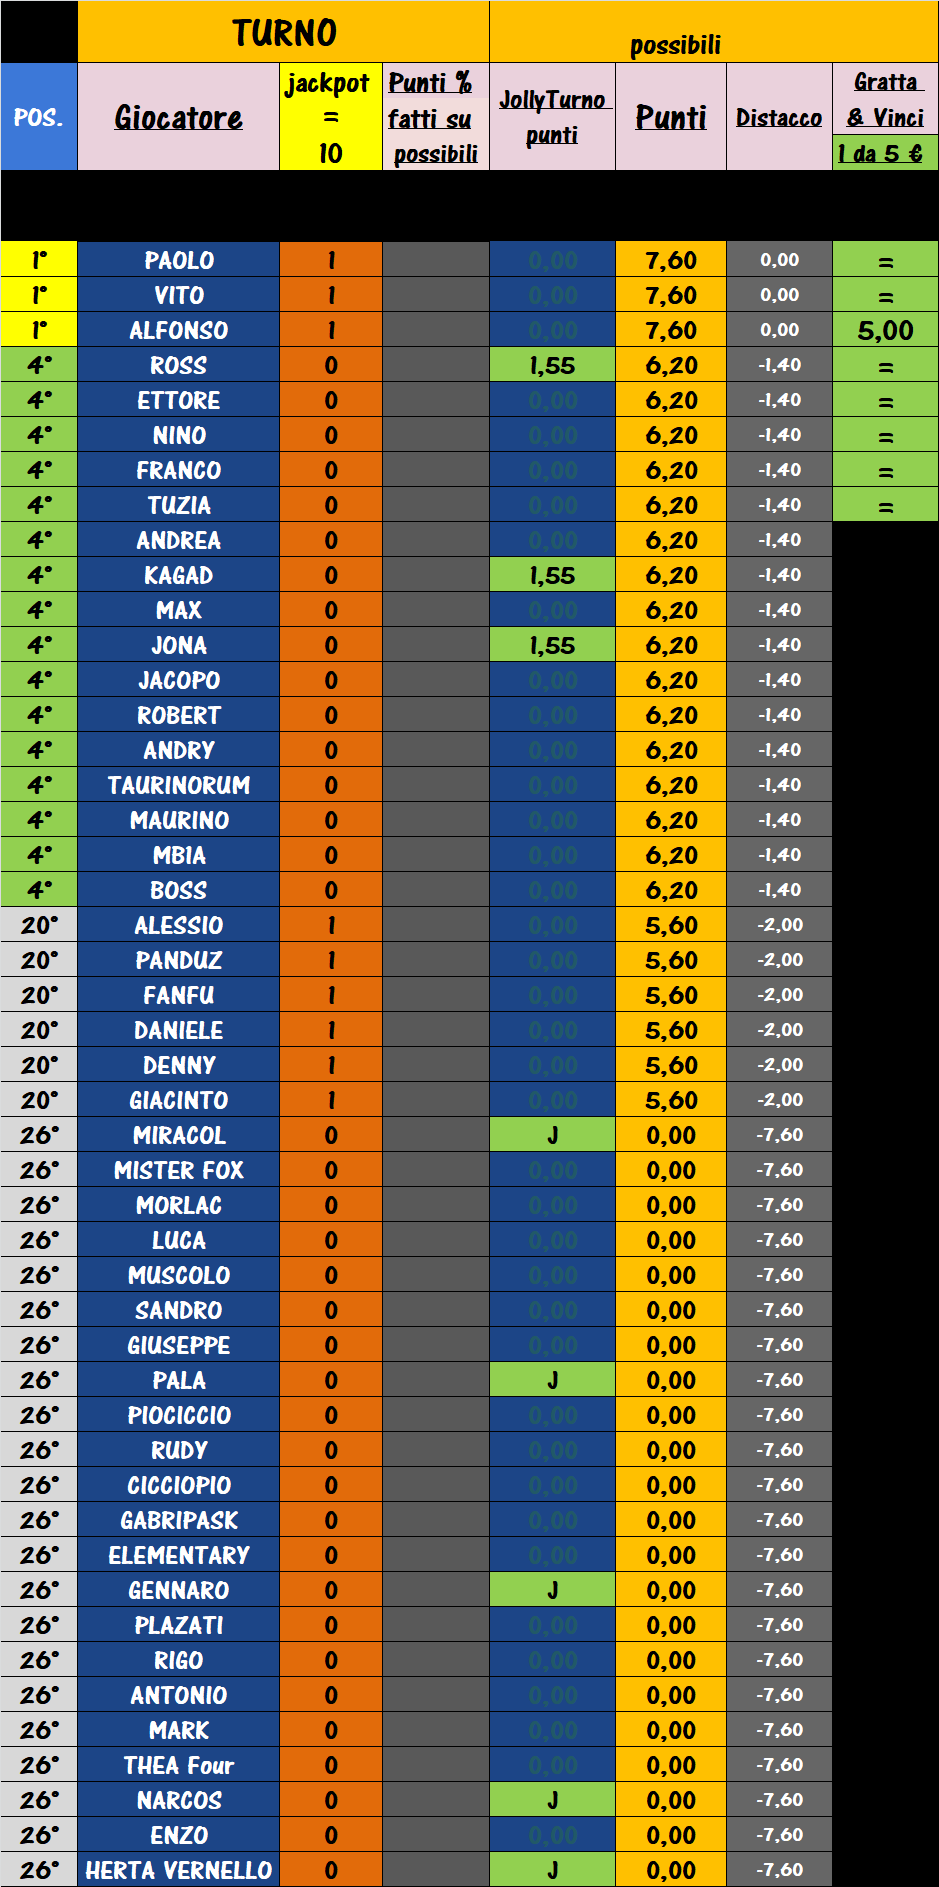 TURNO
possibili
POS.
Giocatore
jackpot
=
10
Punti %
fatti su
possibili
JollyTurno
punti
Punti
Distacco
Gratta
& Vinci
1 da 5 €
1° PAOLO 1 0,00 7,60 0,00 =
1° VITO 1 0,00 7,60 0,00 =
1° ALFONSO 1 0,00 7,60 0,00 5,00
4° ROSS 0 1,55 6,20 -1,40 =
4° ETTORE 0 0,00 6,20 -1,40 =
4° NINO 0 0,00 6,20 -1,40 =
4° FRANCO 0 0,00 6,20 -1,40 =
4° TUZIA 0 0,00 6,20 -1,40 =
4° ANDREA 0 0,00 6,20 -1,40
4° KAGAD 0 1,55 6,20 -1,40
4° MAX 0 0,00 6,20 -1,40
4° JONA 0 1,55 6,20 -1,40
4° JACOPO 0 0,00 6,20 -1,40
4° ROBERT 0 0,00 6,20 -1,40
4° ANDRY 0 0,00 6,20 -1,40
4° TAURINORUM 0 0,00 6,20 -1,40
4° MAURINO 0 0,00 6,20 -1,40
4° MBIA 0 0,00 6,20 -1,40
4° BOSS 0 0,00 6,20 -1,40
20° ALESSIO 1 0,00 5,60 -2,00
20° PANDUZ 1 0,00 5,60 -2,00
20° FANFU 1 0,00 5,60 -2,00
20° DANIELE 1 0,00 5,60 -2,00
20° DENNY 1 0,00 5,60 -2,00
20° GIACINTO 1 0,00 5,60 -2,00
26° MIRACOL 0 J 0,00 -7,60
26° MISTER FOX 0 0,00 0,00 -7,60
26° MORLAC 0 0,00 0,00 -7,60
26° LUCA 0 0,00 0,00 -7,60
26° MUSCOLO 0 0,00 0,00 -7,60
26° SANDRO 0 0,00 0,00 -7,60
26° GIUSEPPE 0 0,00 0,00 -7,60
26° PALA 0 J 0,00 -7,60
26° PIOCICCIO 0 0,00 0,00 -7,60
26° RUDY 0 0,00 0,00 -7,60
26° CICCIOPIO 0 0,00 0,00 -7,60
26° GABRIPASK 0 0,00 0,00 -7,60
26° ELEMENTARY 0 0,00 0,00 -7,60
26° GENNARO 0 J 0,00 -7,60
26° PLAZATI 0 0,00 0,00 -7,60
26° RIGO 0 0,00 0,00 -7,60
26° ANTONIO 0 0,00 0,00 -7,60
26° MARK 0 0,00 0,00 -7,60
26° THEA Four 0 0,00 0,00 -7,60
26° NARCOS 0 J 0,00 -7,60
26° ENZO 0 0,00 0,00 -7,60
26° HERTA VERNELLO 0 J 0,00 -7,60